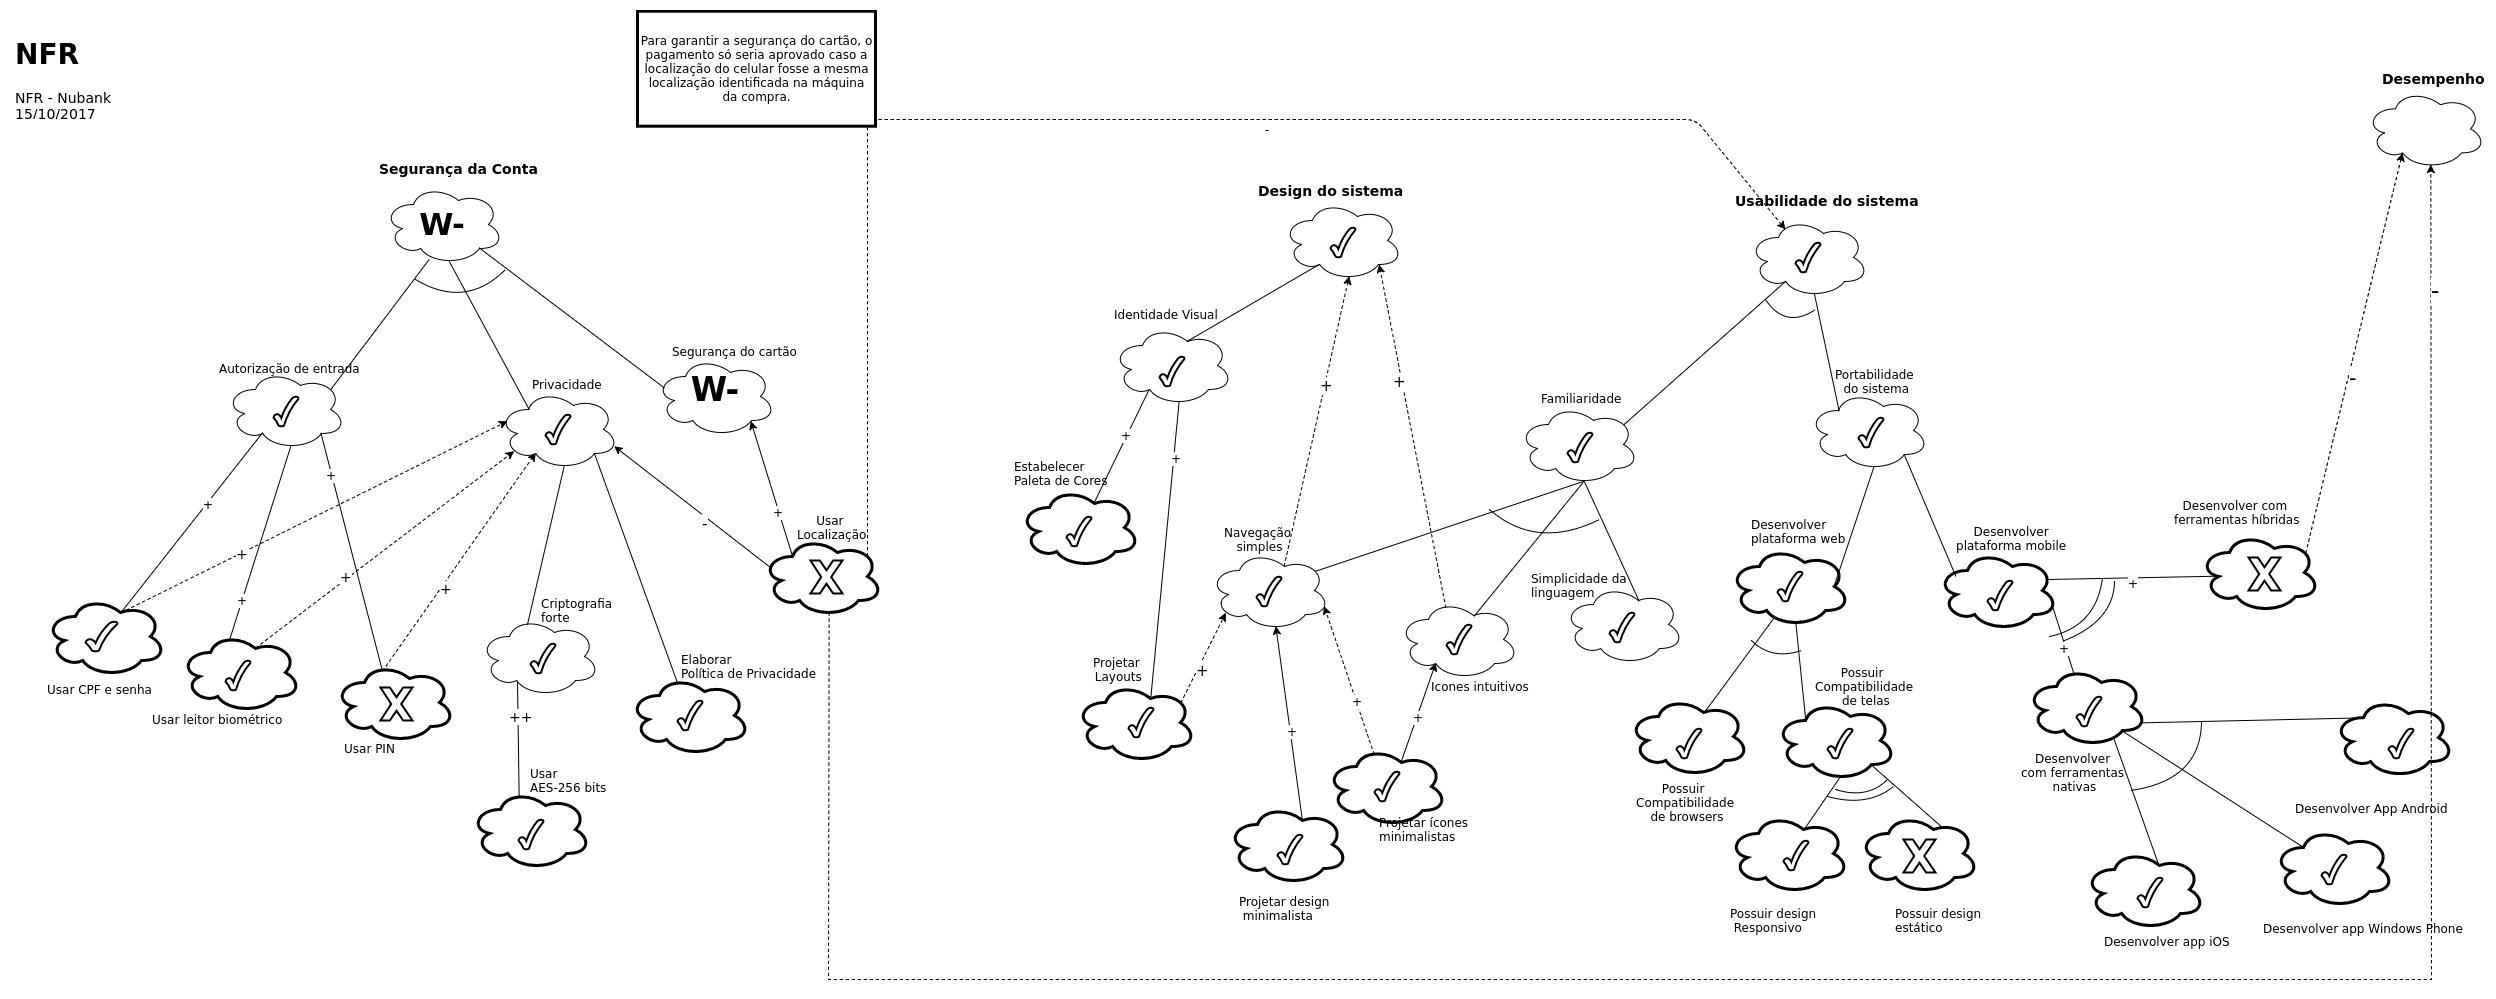 NFR
NFR - Nubank
15/10/2017
Para garantir a segurança do cartão, o
pagamento só seria aprovado caso a
localização do celular fosse a mesma
localização identificada na máquina
da compra.
Segurança da Conta
W-
Autorização de entrada
Privacidade
Segurança do cartão
W-
Usar
Localização
X
+
-
+
+
+
+
+
+
+
Usar CPF e senha
Usar leitor biométrico
X
Usar PIN
Criptografia
forte
++
Usar
AES-256 bits
Elaborar
Política de Privacidade
-
Design do sistema
Identidade Visual
+
+
Estabelecer
Paleta de Cores
+
+
Navegação
simples
Projetar
Layouts
+
+
+
+
Projetar design
minimalista
Projetar ícones
minimalistas
Icones intuitivos
Usabilidade do sistema
Familiaridade
Simplicidade da
linguagem
Portabilidade
do sistema
Desenvolver
plataforma web
Possuir
Compatibilidade
de browsers
Possuir
Compatibilidade
de telas
Possuir design
Responsivo
X
Possuir design
estático
Desenvolver
plataforma mobile
+
+
Desenvolver com
ferramentas híbridas
X
Desenvolver
com ferramentas
nativas
Desenvolver App Android
Desenvolver app Windows Phone
Desenvolver app iOS
Desempenho
-
-